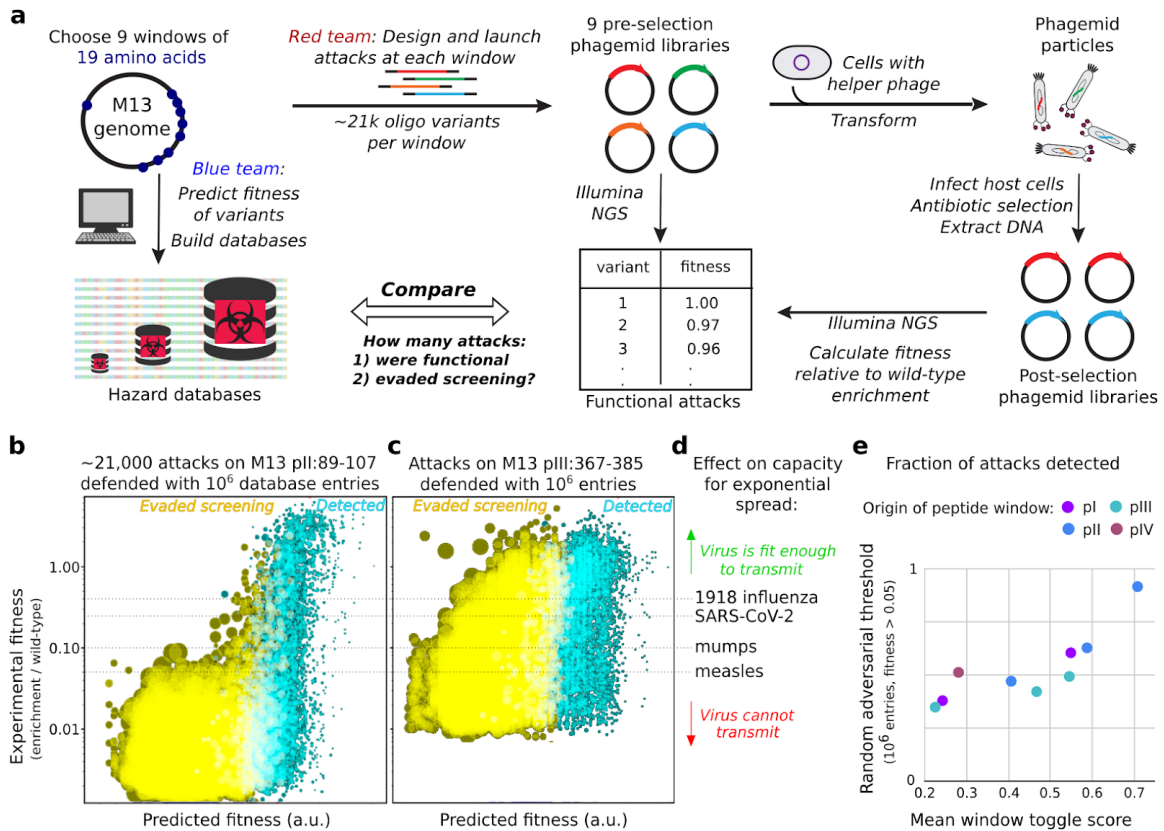 a
Choose 9 windows of
19 amino acids
M13
genome
Red team: Design and launch
attacks at each window
~21k oligo variants
per window
9 pre-selection
phagemid libraries
Cells with
helper phage
Transform
Phagemid
particles
Blue team:
Predict fitness
of variants
Build databases
Illumina
NGS
Infect host cells
Antibiotic selection
Extract DNA
Hazard databases
Compare
How many attacks:
1) were functional
2) evaded screening?
variant fitness
1 1.00
2 0.97
3 0.96
. .
. .
Functional attacks
Illumina NGS
Calculate fitness
relative to wild-type
enrichment
Post-selection
phagemid libraries
b
~21,000 attacks on M13 pII:89-107
defended with 10⁶ database entries
Evaded screening Detected
Experimental fitness
(enrichment / wild-type)
1.00
0.10
0.01
Predicted fitness (a.u.)
c
Attacks on M13 pIII:367-385
defended with 10⁶ entries
Evaded screening Detected
Predicted fitness (a.u.)
d
Effect on capacity
for exponential
spread:
Virus is fit enough
to transmit
1918 influenza
SARS-CoV-2
mumps
measles
Virus cannot
transmit
e
Fraction of attacks detected
Origin of peptide window: pI pIII
pII pIV
Random adversarial threshold
(10⁶ entries, fitness > 0.05)
1
0
0.2 0.3 0.4 0.5 0.6 0.7
Mean window toggle score